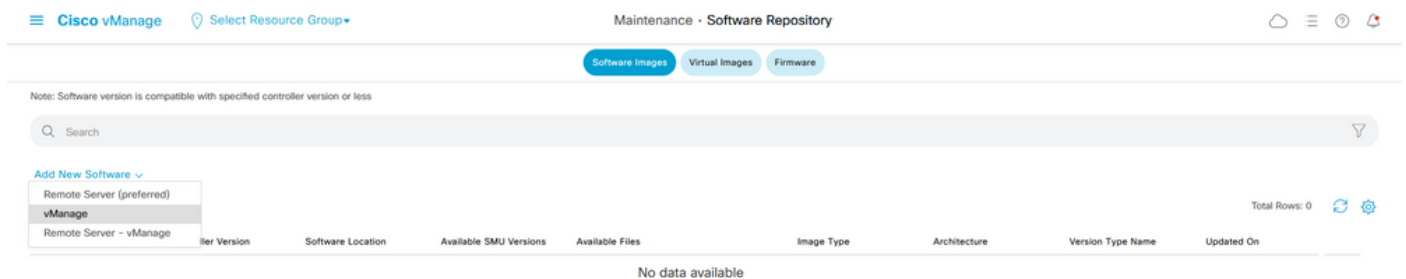 Cisco vManage Select Resource Group Maintenance · Software Repository
Software Images Virtual Images Firmware
Note: Software version is compatible with specified controller version or less
Search
Add New Software
Remote Server (preferred)
vManage
Remote Server - vManage
Total Rows: 0
ller Version Software Location Available SMU Versions Available Files Image Type Architecture Version Type Name Updated On
No data available